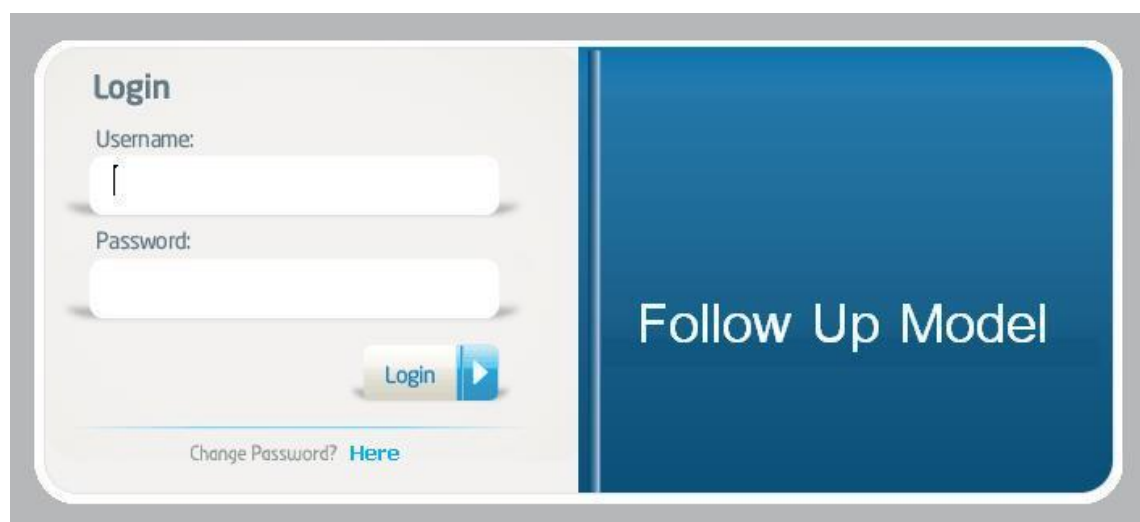 Login
Username:
Password:
Login
Change Password? Here
Follow Up Model